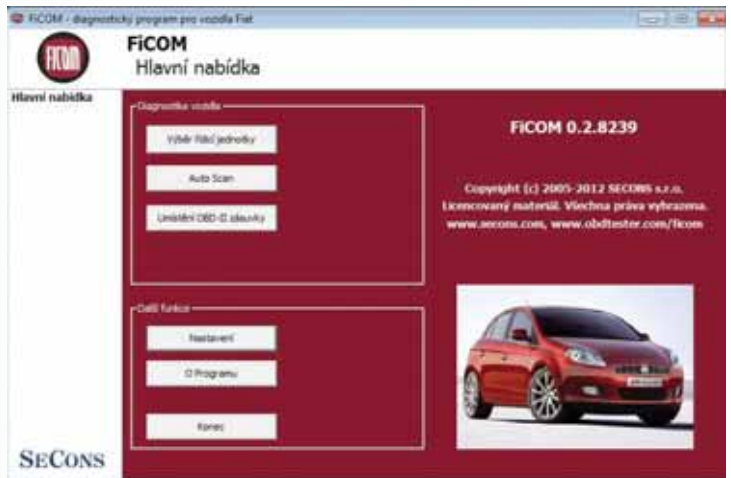 FiCOM - diagnostický program pro vozidla Fiat
FiCOM
FiCOM
Hlavní nabídka
Hlavní nabídka
Diagnostika vozidla
Výběr řídící jednotky
Auto Scan
Umístění OBD-II zásuvky
FiCOM 0.2.8239
Copyright (c) 2005-2012 SECONS s.r.o.
Licencovaný materiál. Všechna práva vyhrazena.
www.secons.com, www.obdtester.com/ficom
Další funkce
Nastavení
O Programu
Konec
SECONS